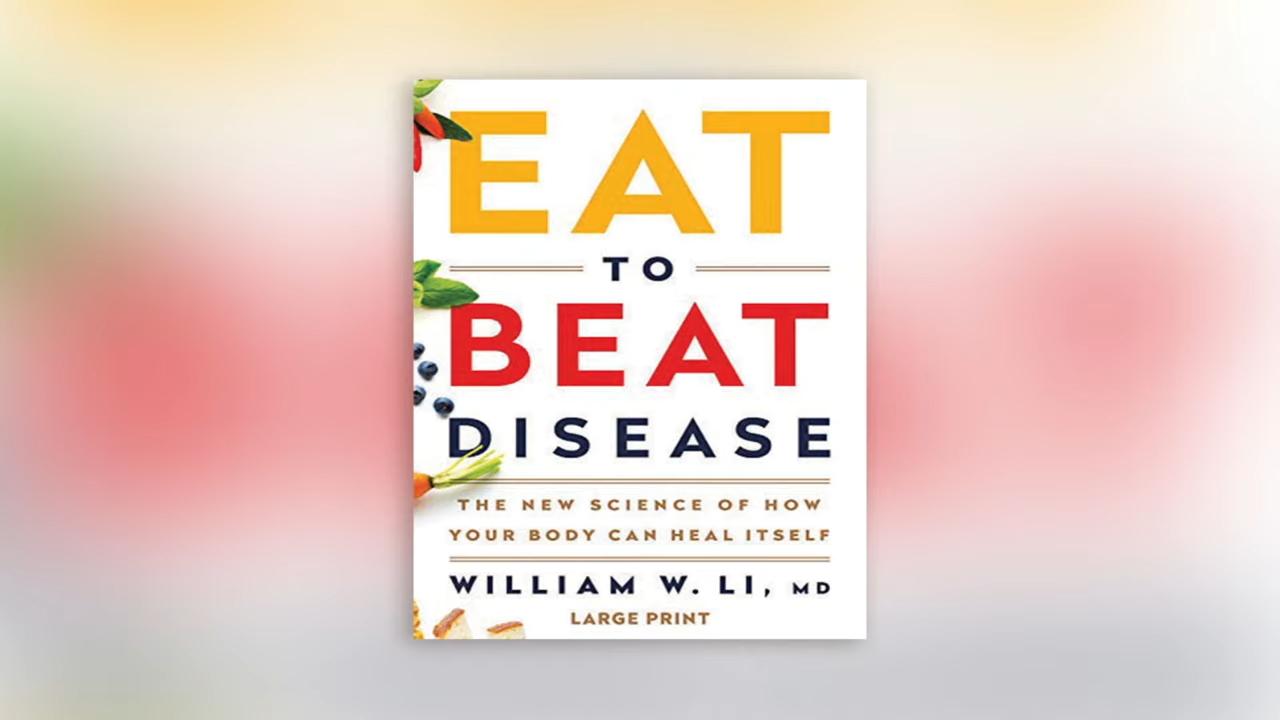 EAT
TO
BEAT
DISEASE
THE NEW SCIENCE OF HOW
YOUR BODY CAN HEAL ITSELF
WILLIAM W. LI, MD
LARGE PRINT